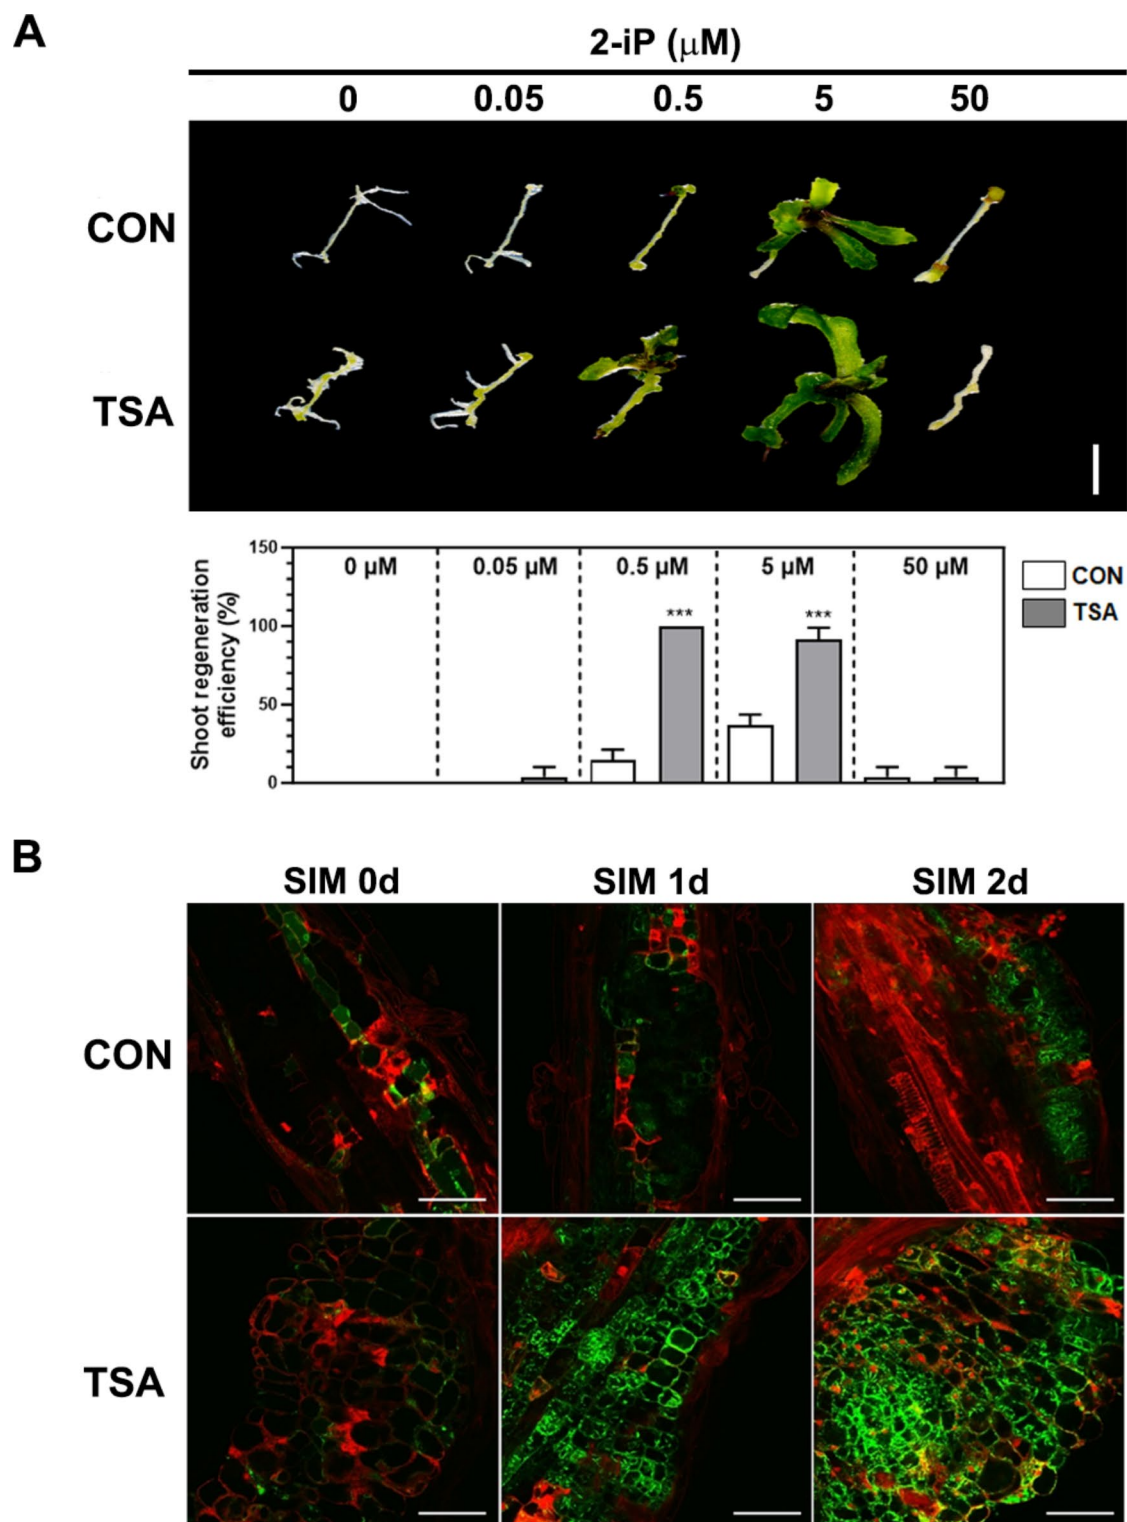 A
2-iP (μM)
0 0.05 0.5 5 50
CON
TSA
150
100
50
0
Shoot regeneration
efficiency (%)
0 μM 0.05 μM 0.5 μM 5 μM 50 μM
*** ***
CON
TSA
B
SIM 0d SIM 1d SIM 2d
CON
TSA